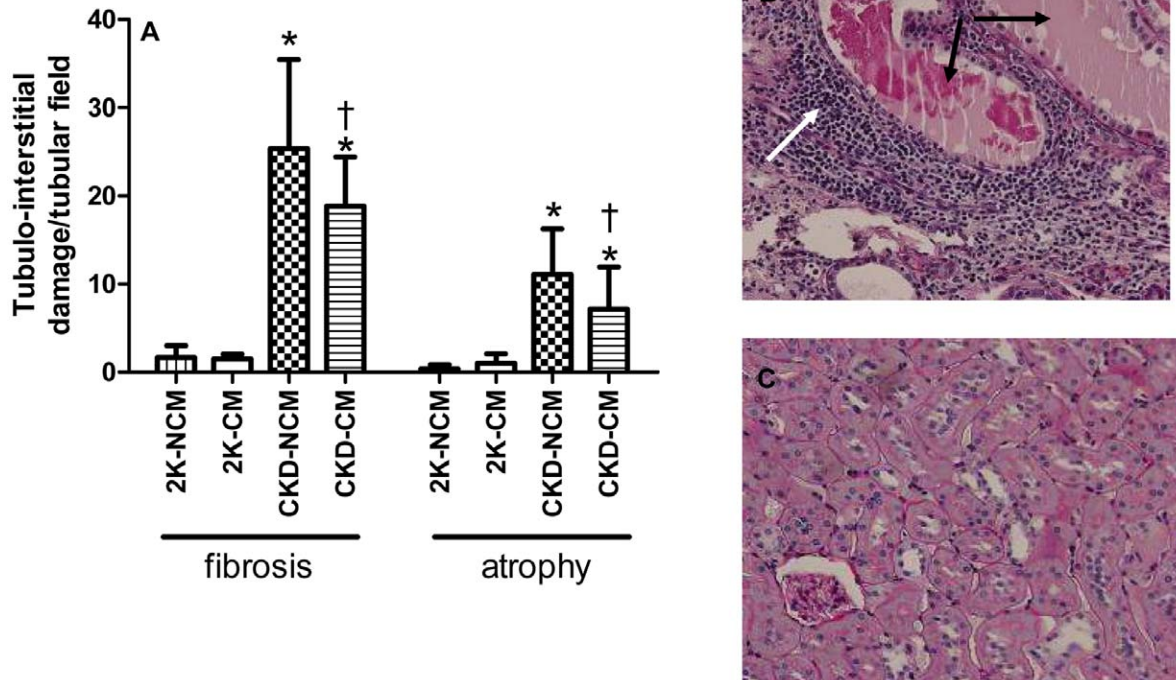 A
Tubulo-interstitial
damage/tubular field
40
30
20
10
0
*
†
*
*
†
*
2K-NCM
2K-CM
CKD-NCM
CKD-CM
2K-NCM
2K-CM
CKD-NCM
CKD-CM
fibrosis
atrophy
C